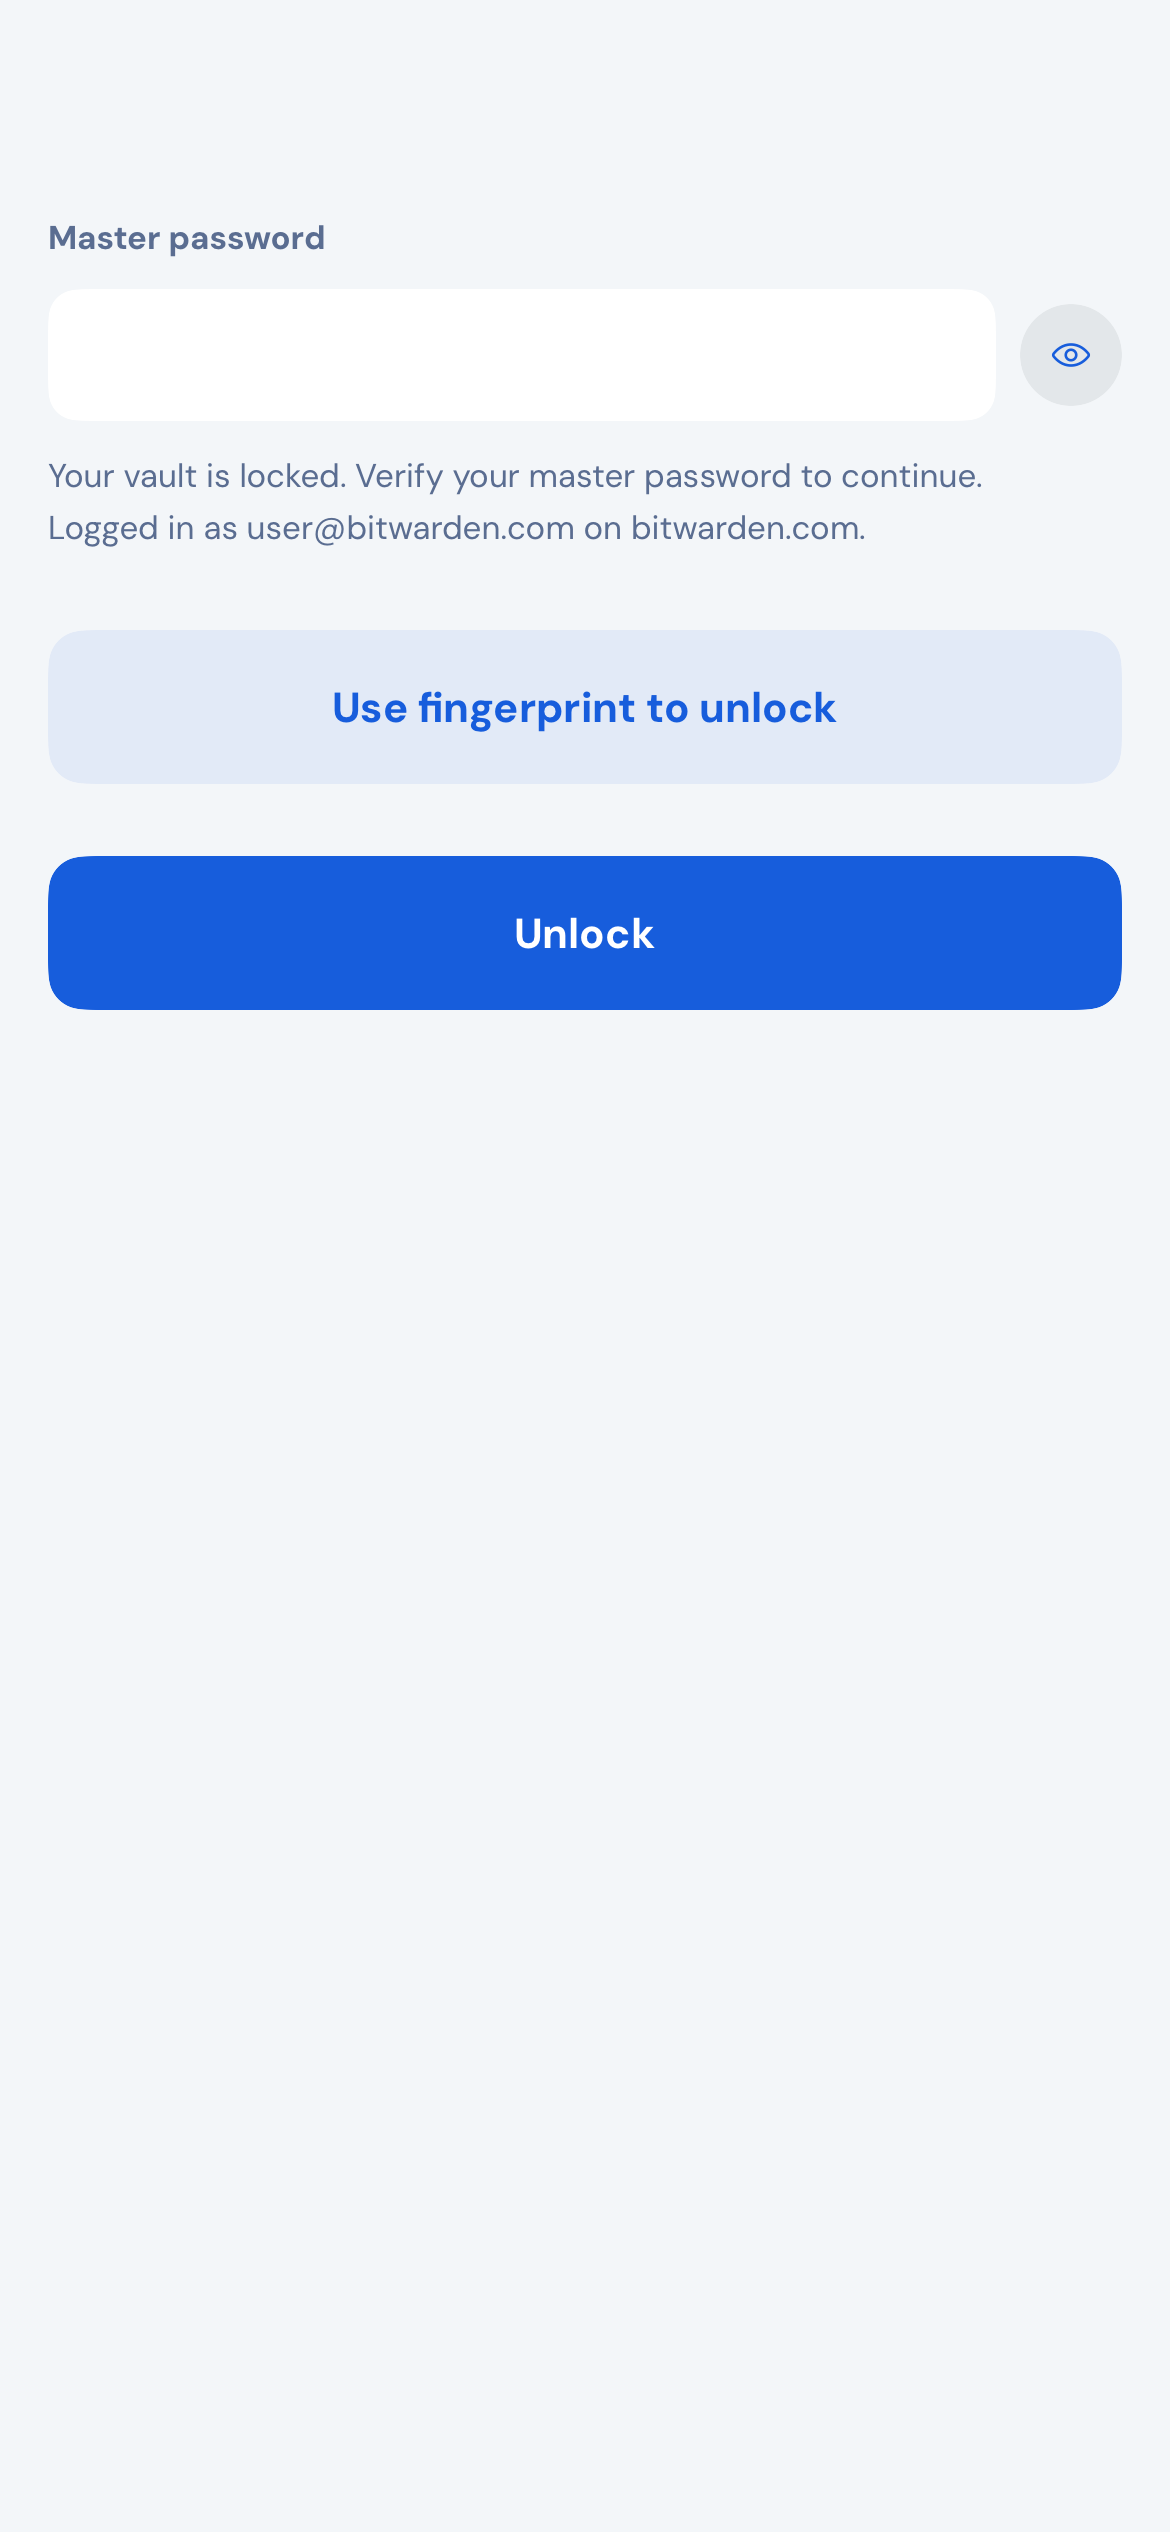 Master password
Your vault is locked. Verify your master password to continue.
Logged in as user@bitwarden.com on bitwarden.com.
Use fingerprint to unlock
Unlock